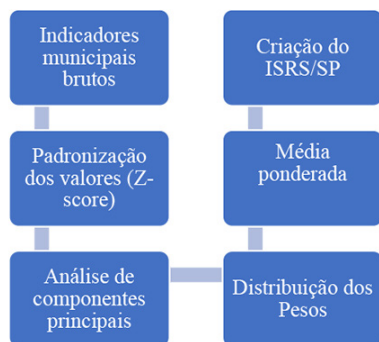 Indicadores
municipais
brutos
Padronização
dos valores (Z-
score)
Análise de
componentes
principais
Distribuição dos
Pesos
Média
ponderada
Criação do
ISRS/SP